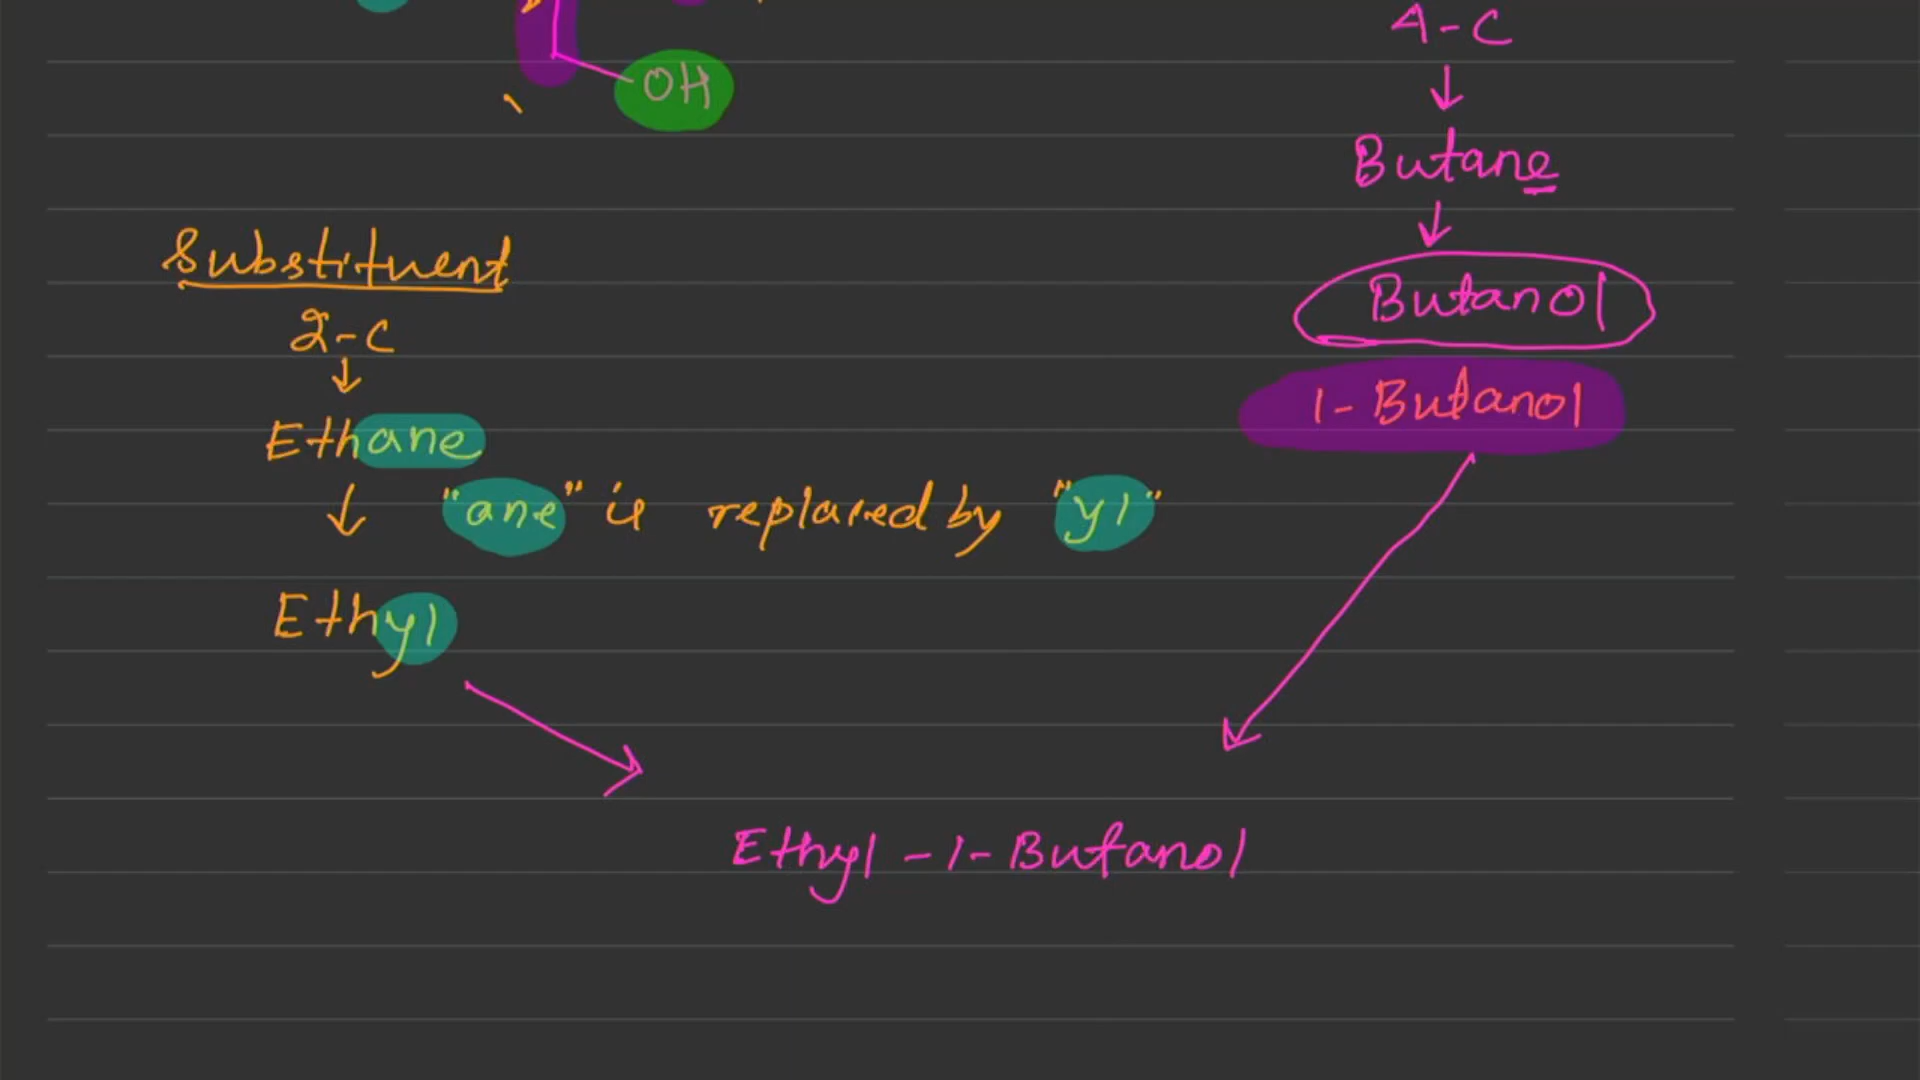 4-C
OH
Butane
Butanol
1-Butanol
Substituent
2-C
Ethane
"ane" is replaced by "yl"
Ethyl
Ethyl-1-Butanol